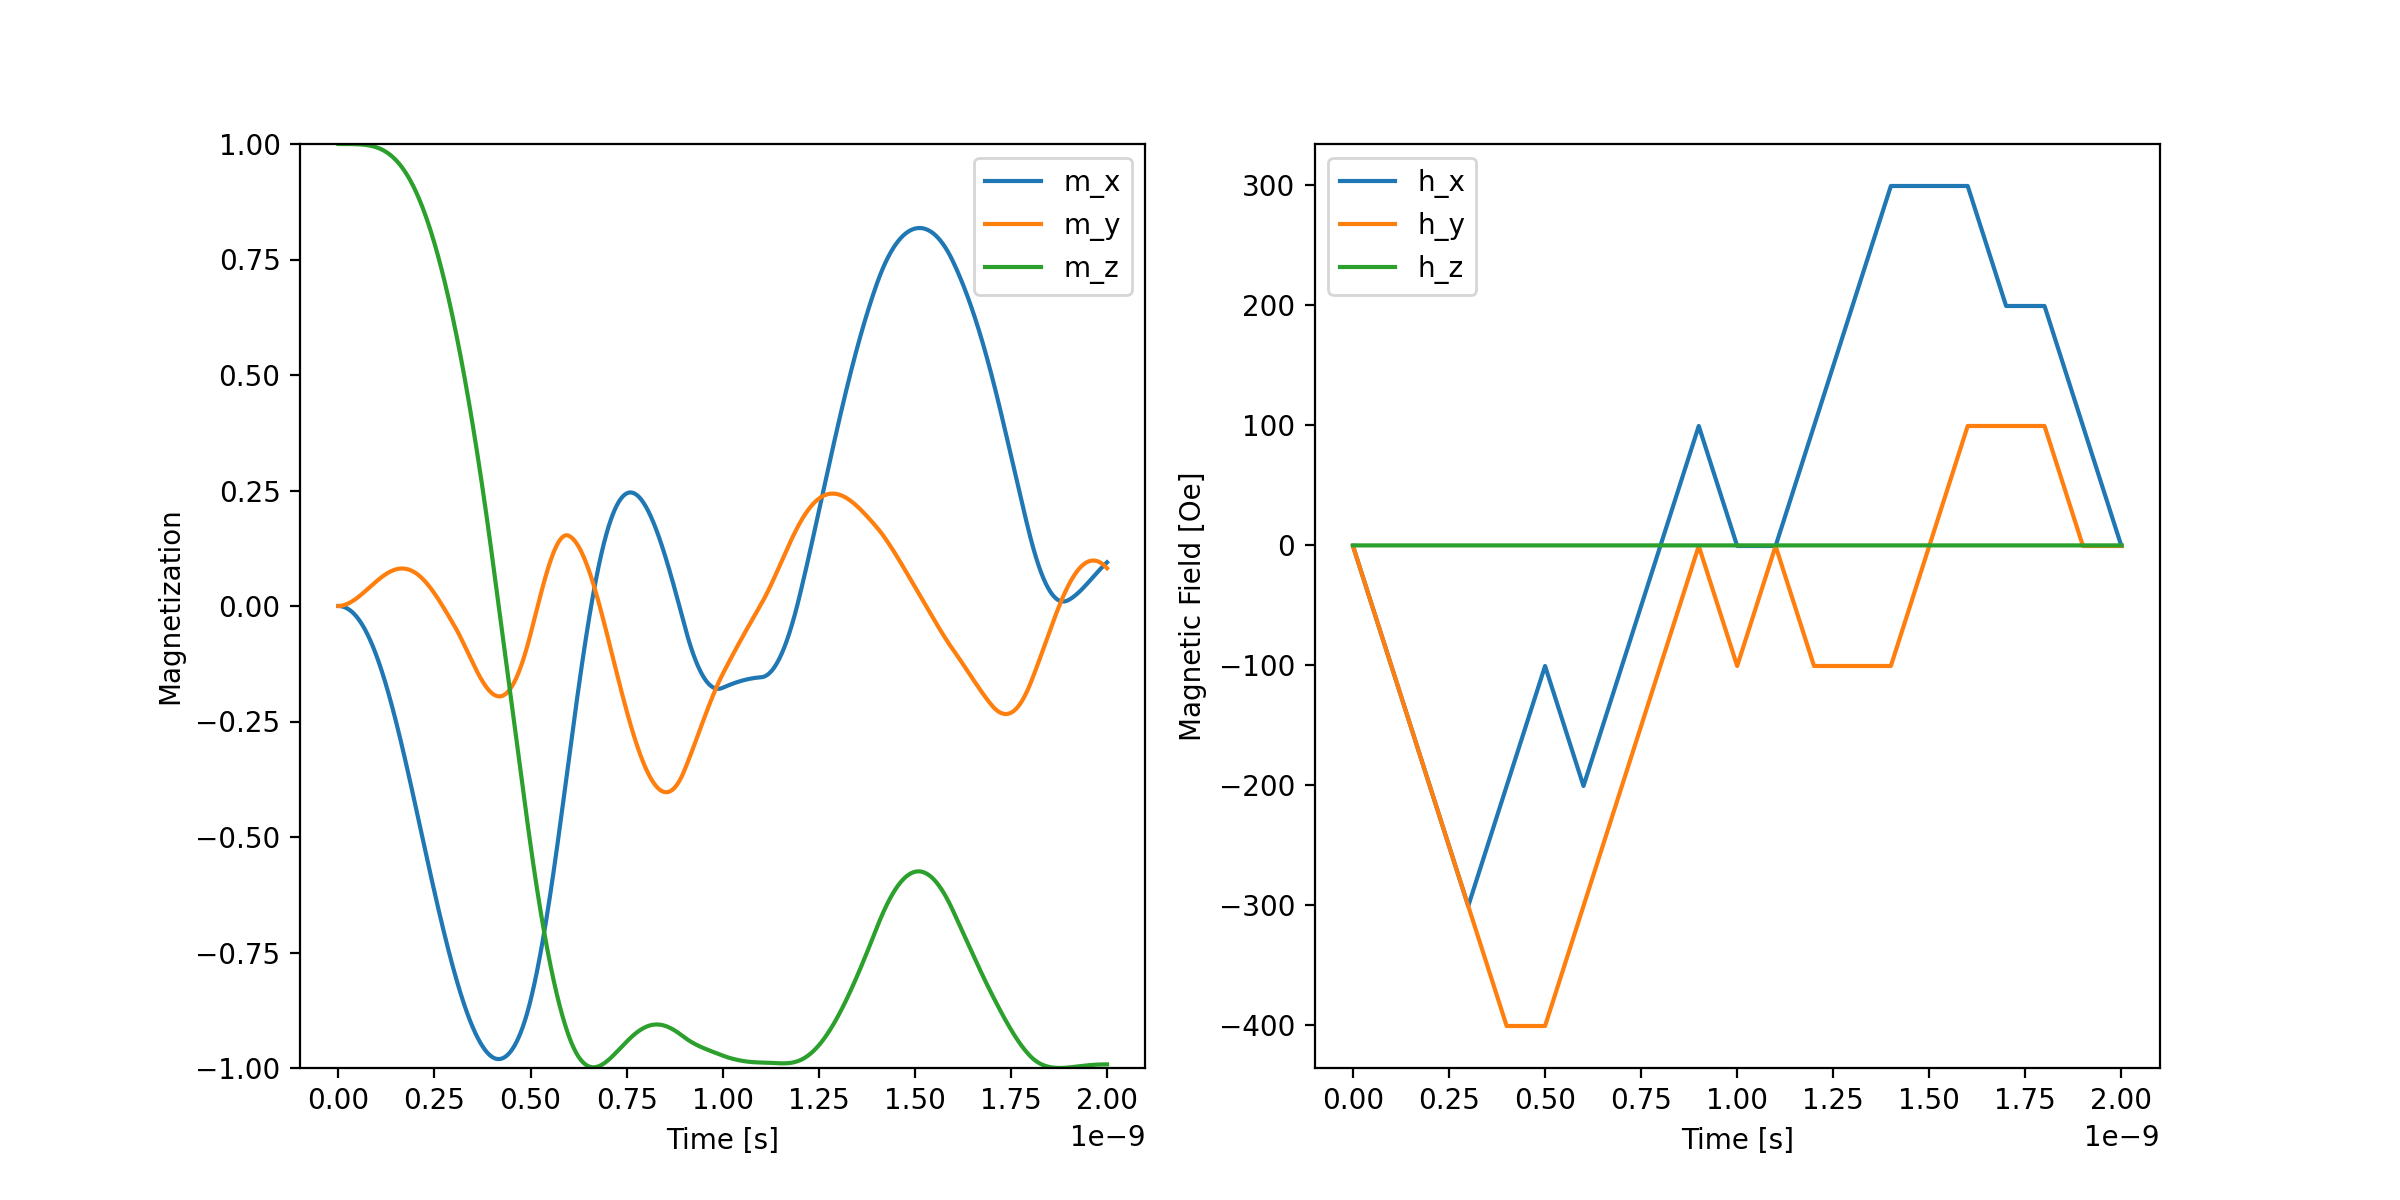 Magnetization
1.00
0.75
0.50
0.25
0.00
−0.25
−0.50
−0.75
−1.00
m_x
m_y
m_z
0.00 0.25 0.50 0.75 1.00 1.25 1.50 1.75 2.00
Time [s]
1e−9
Magnetic Field [Oe]
300
200
100
0
−100
−200
−300
−400
h_x
h_y
h_z
0.00 0.25 0.50 0.75 1.00 1.25 1.50 1.75 2.00
Time [s]
1e−9